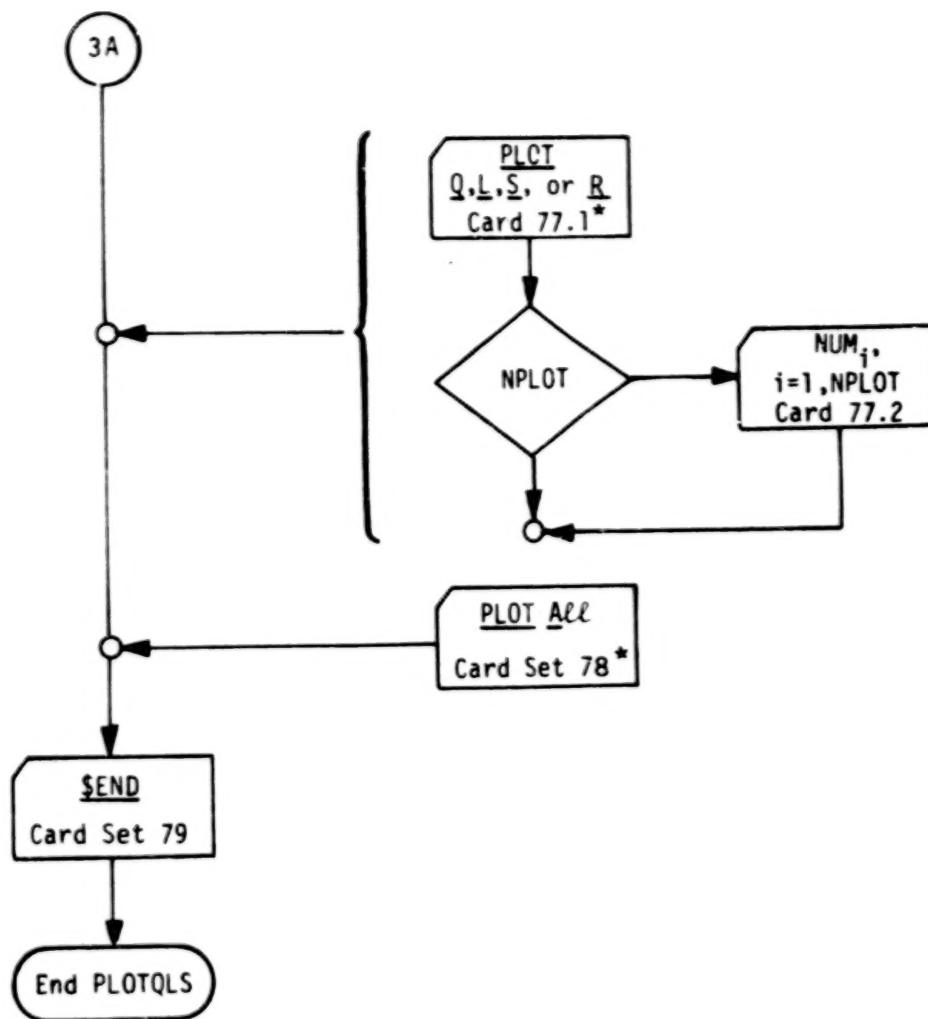 3A
PLCT
Q,L,S, or R
Card 77.1*
NPLOT
NUMi,
i=1,NPLOT
Card 77.2
PLOT All
Card Set 78*
$END
Card Set 79
End PLOTQLS